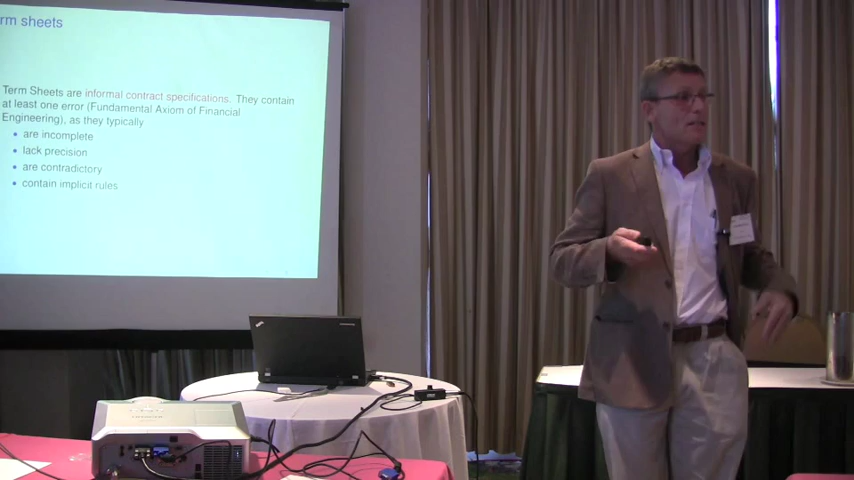 rm sheets
Term Sheets are informal contract specifications. They contain
at least one error (Fundamental Axiom of Financial
Engineering), as they typically
• are incomplete
• lack precision
• are contradictory
• contain implicit rules